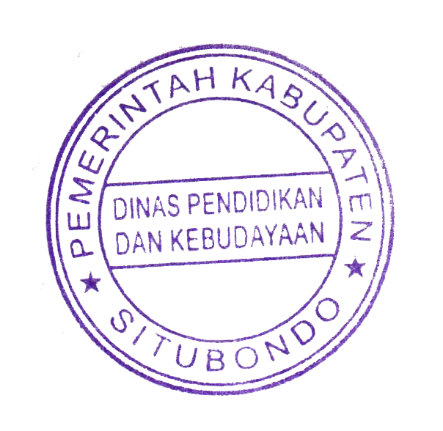 PEMERINTAH KABUPATEN
DINAS PENDIDIKAN
DAN KEBUDAYAAN
SITUBONDO